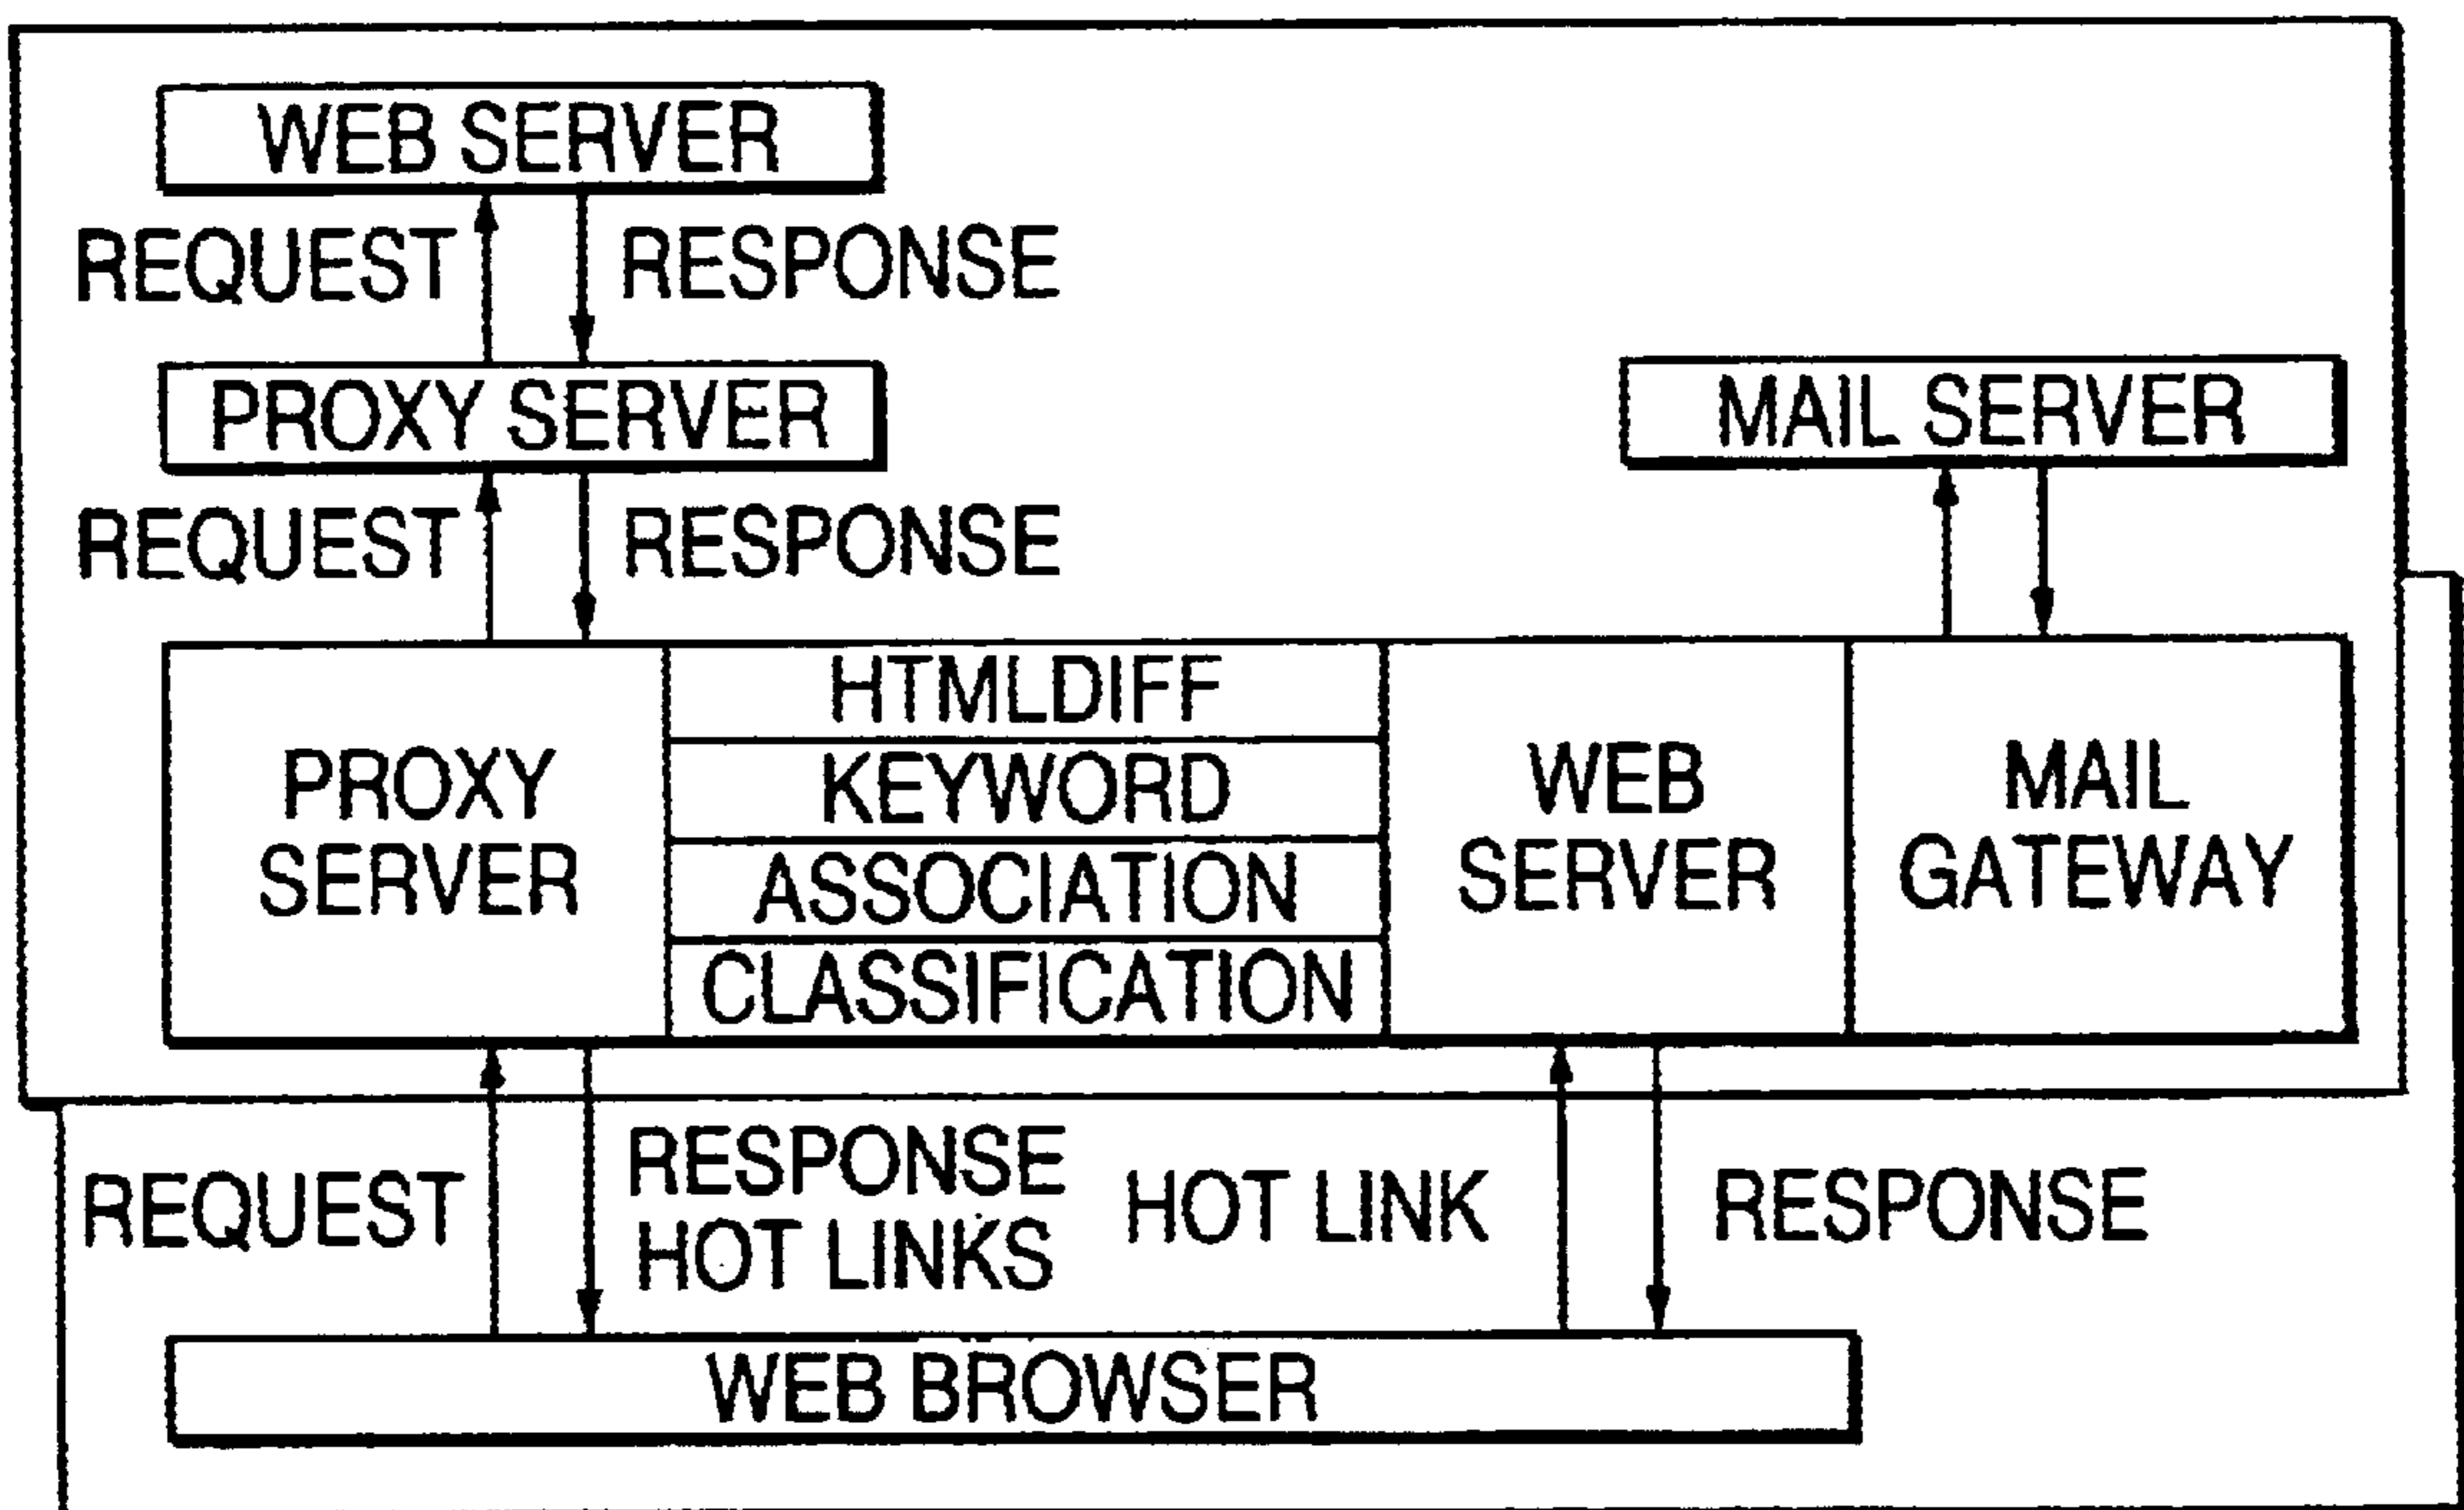 WEB SERVER
REQUEST
RESPONSE
PROXY SERVER
MAIL SERVER
REQUEST
RESPONSE
PROXY
SERVER
HTMLDIFF
KEYWORD
ASSOCIATION
CLASSIFICATION
WEB
SERVER
MAIL
GATEWAY
REQUEST
RESPONSE
HOT LINKS
HOT LINK
RESPONSE
WEB BROWSER